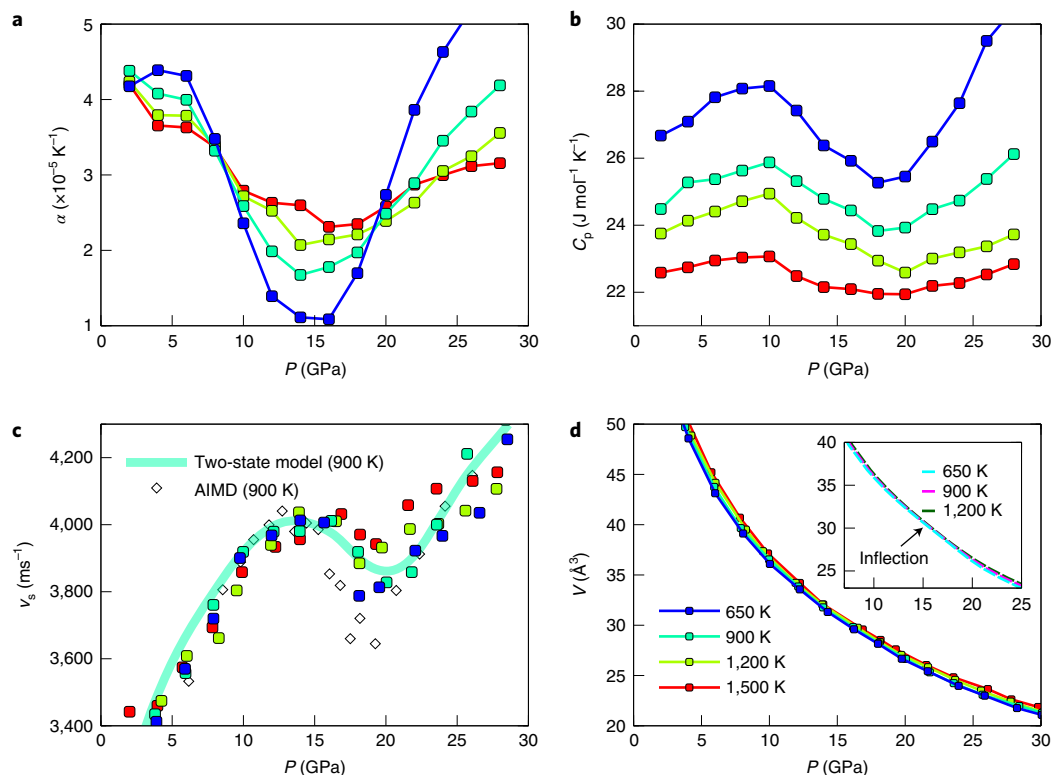 a
5
4
3
2
1
α (×10⁻⁵ K⁻¹)
0 5 10 15 20 25 30
P (GPa)
b
30
28
26
24
22
Cₚ (J mol⁻¹ K⁻¹)
0 5 10 15 20 25 30
P (GPa)
c
4,200
4,000
3,800
3,600
3,400
vₛ (ms⁻¹)
Two-state model (900 K)
AIMD (900 K)
0 5 10 15 20 25 30
P (GPa)
d
50
45
40
35
30
25
20
V (Å³)
40
35
30
25
650 K
900 K
1,200 K
Inflection
10 15 20 25
650 K
900 K
1,200 K
1,500 K
0 5 10 15 20 25 30
P (GPa)